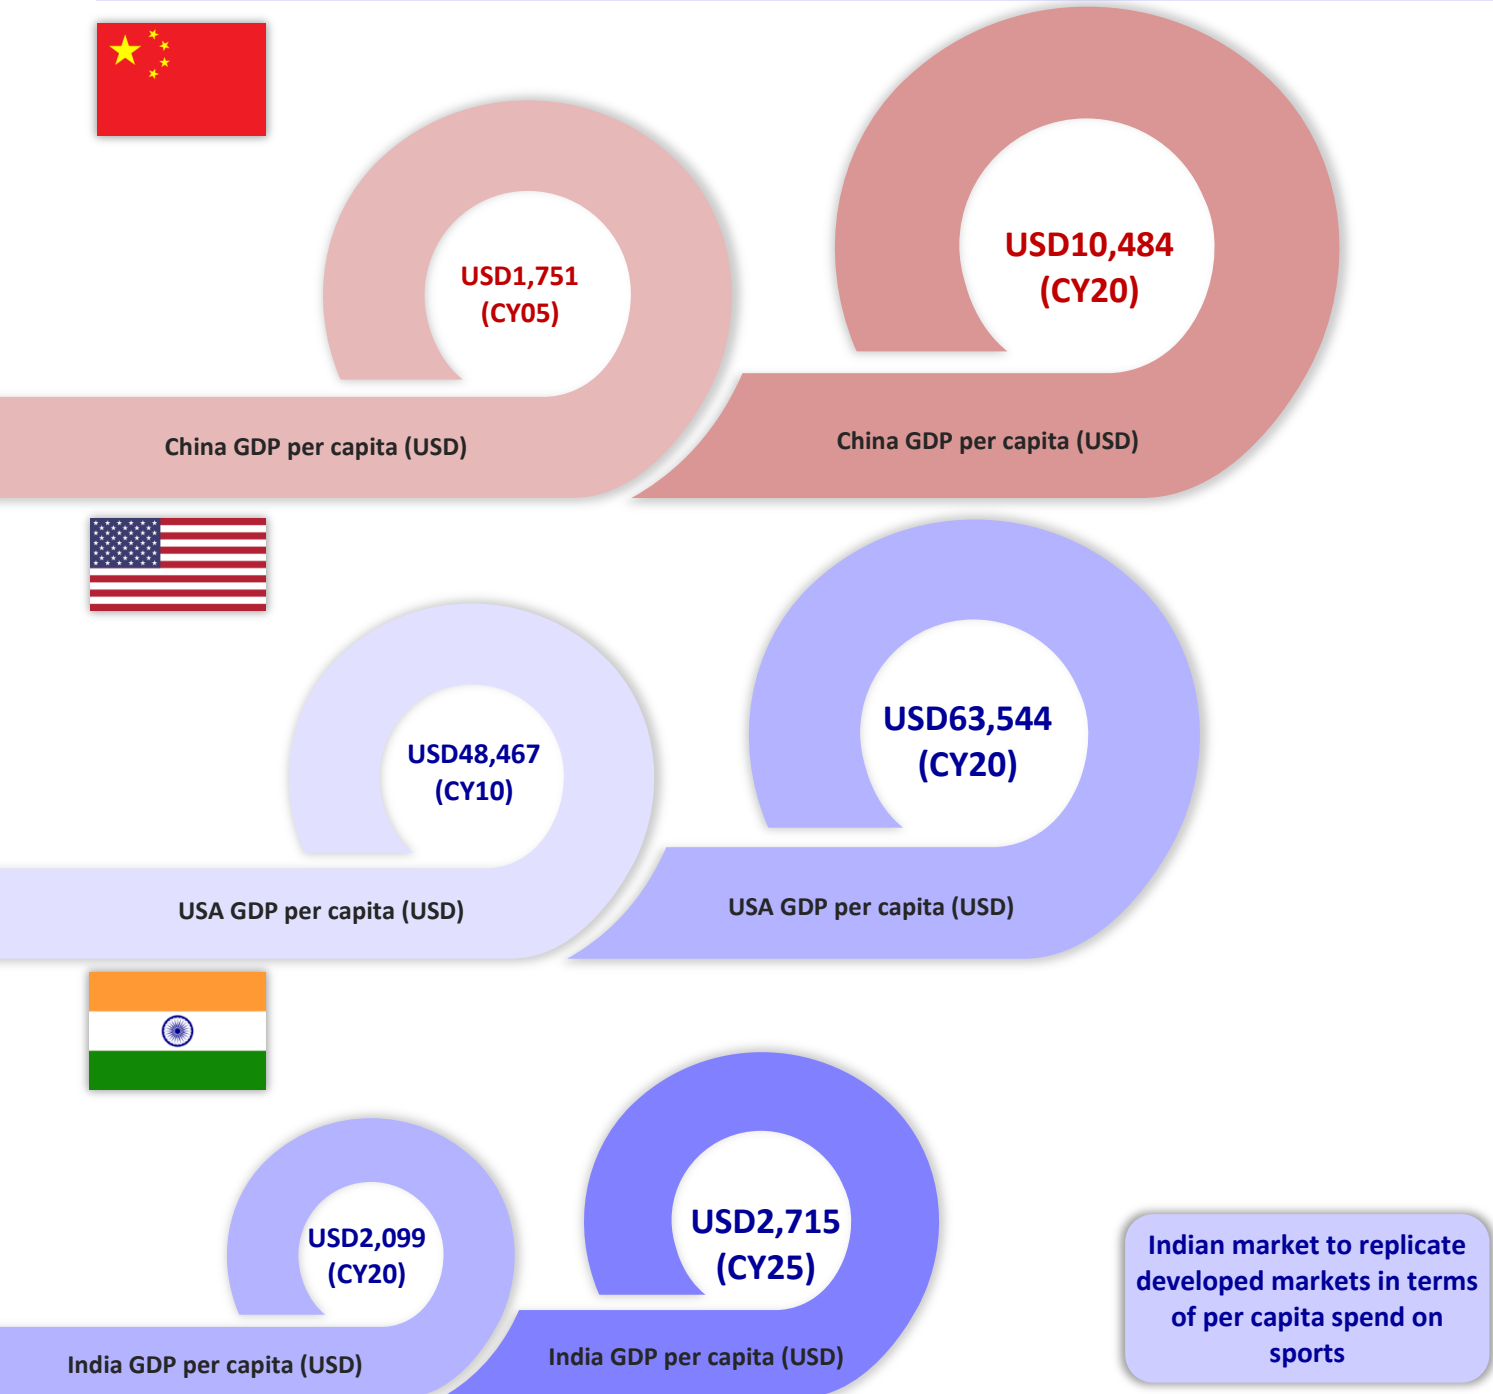 USD1,751
(CY05)
China GDP per capita (USD)
USD10,484
(CY20)
China GDP per capita (USD)
USD48,467
(CY10)
USA GDP per capita (USD)
USD63,544
(CY20)
USA GDP per capita (USD)
USD2,099
(CY20)
India GDP per capita (USD)
USD2,715
(CY25)
India GDP per capita (USD)
Indian market to replicate
developed markets in terms
of per capita spend on
sports